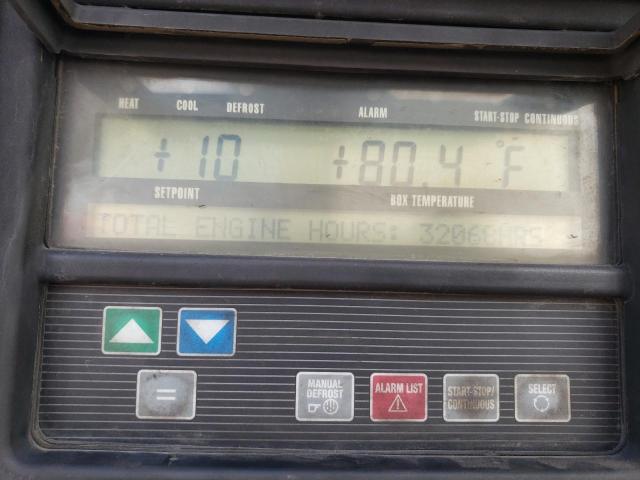 HEAT COOL DEFROST ALARM START-STOP CONTINUOUS
+10 +80.4 °F
SETPOINT BOX TEMPERATURE
TOTAL ENGINE HOURS: 32068HRS
MANUAL DEFROST
ALARM LIST
START-STOP/ CONTINUOUS
SELECT
=